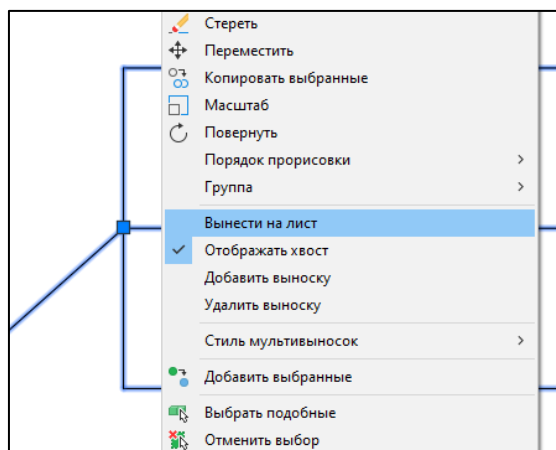 Стереть
Переместить
Копировать выбранные
Масштаб
Повернуть
Порядок прорисовки
Группа
Вынести на лист
Отображать хвост
Добавить выноску
Удалить выноску
Стиль мультивыносок
Добавить выбранные
Выбрать подобные
Отменить выбор